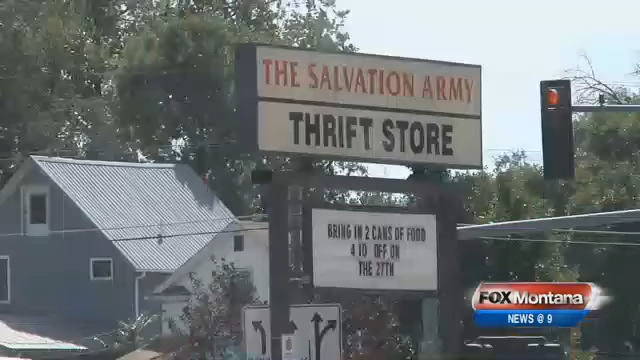 THE SALVATION ARMY
THRIFT STORE
BRING IN 2 CANS OF FOOD
4 10 OFF ON
THE 27TH
FOX Montana
NEWS @ 9